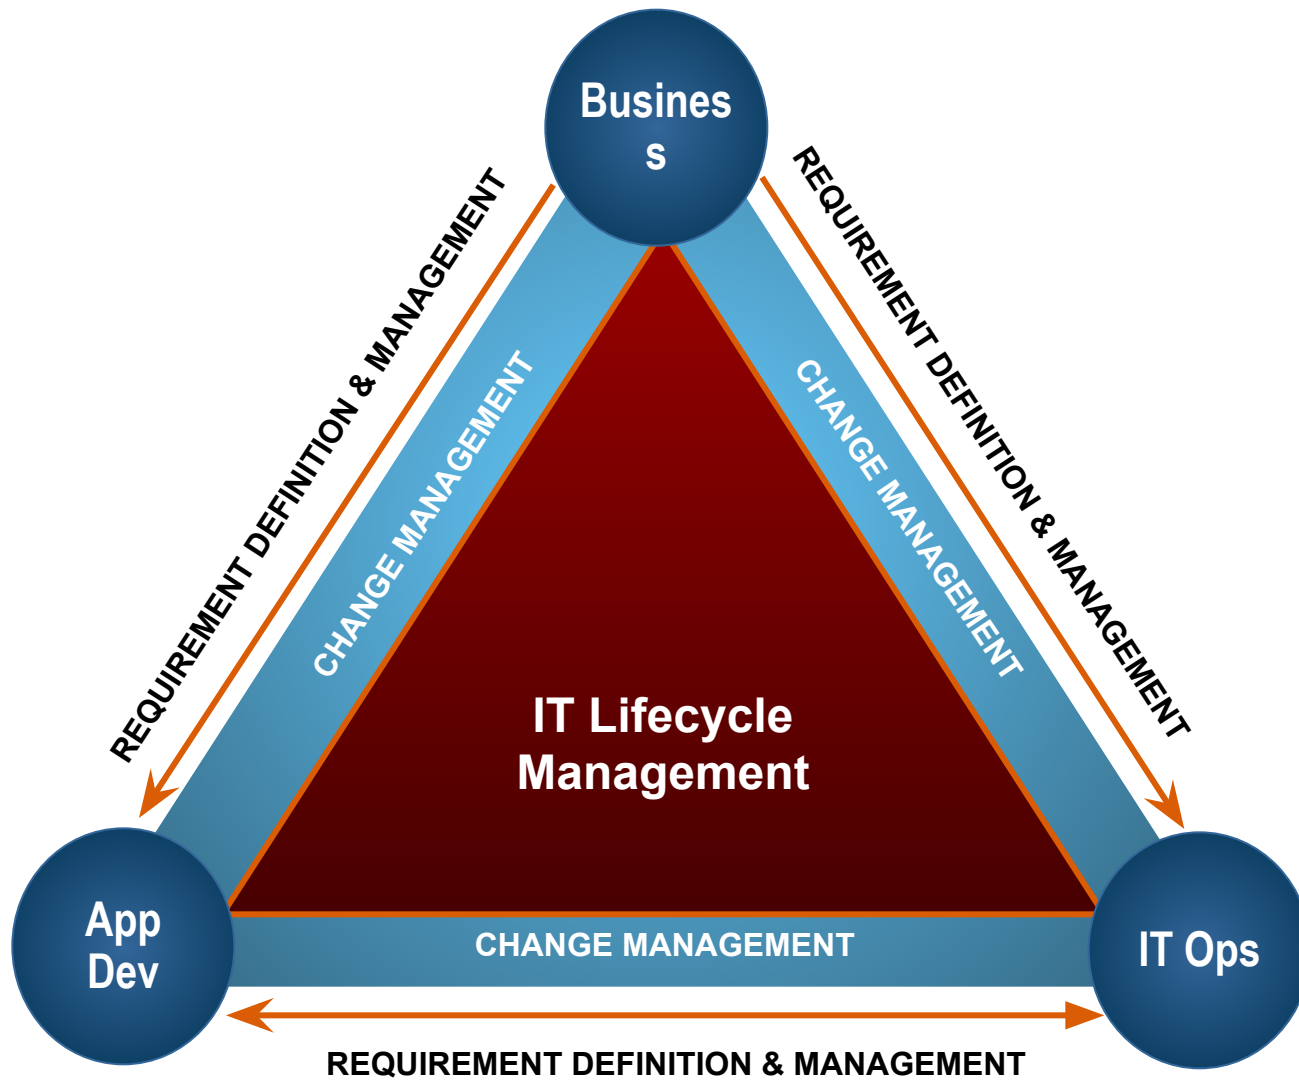 Busines
s
REQUIREMENT DEFINITION & MANAGEMENT
REQUIREMENT DEFINITION & MANAGEMENT
CHANGE MANAGEMENT
CHANGE MANAGEMENT
IT Lifecycle
Management
App
Dev
CHANGE MANAGEMENT
IT Ops
REQUIREMENT DEFINITION & MANAGEMENT